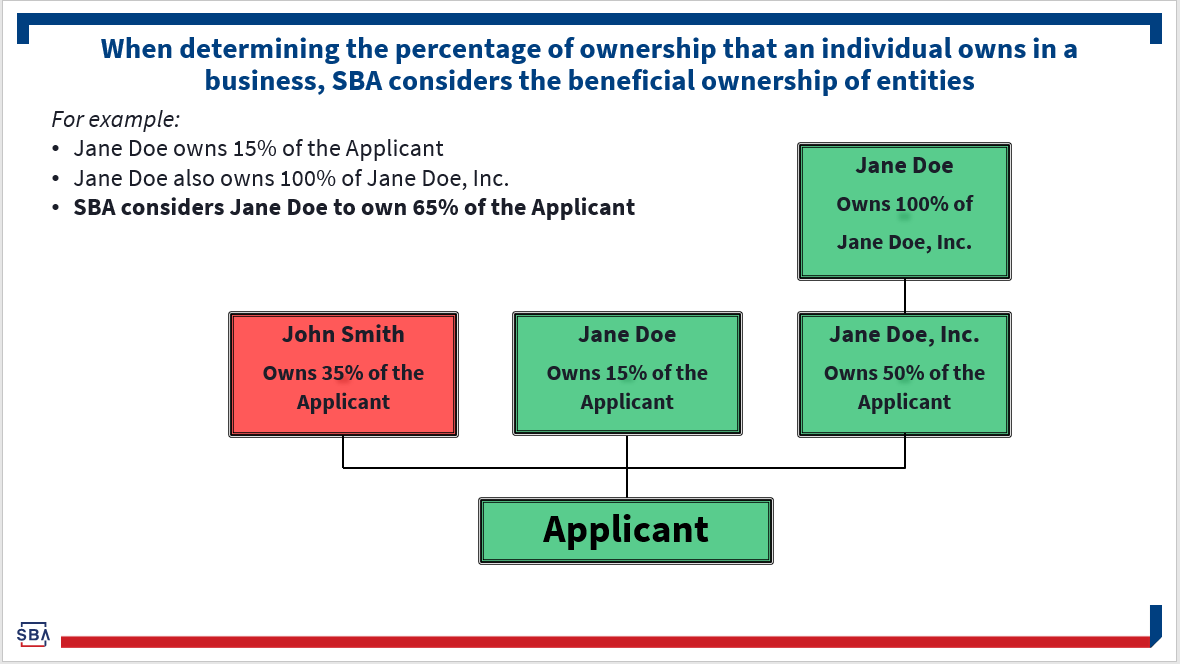 When determining the percentage of ownership that an individual owns in a
business, SBA considers the beneficial ownership of entities
For example:
• Jane Doe owns 15% of the Applicant
• Jane Doe also owns 100% of Jane Doe, Inc.
• SBA considers Jane Doe to own 65% of the Applicant
Jane Doe
Owns 100% of
Jane Doe, Inc.
John Smith
Owns 35% of the
Applicant
Jane Doe
Owns 15% of the
Applicant
Jane Doe, Inc.
Owns 50% of the
Applicant
Applicant
SBA